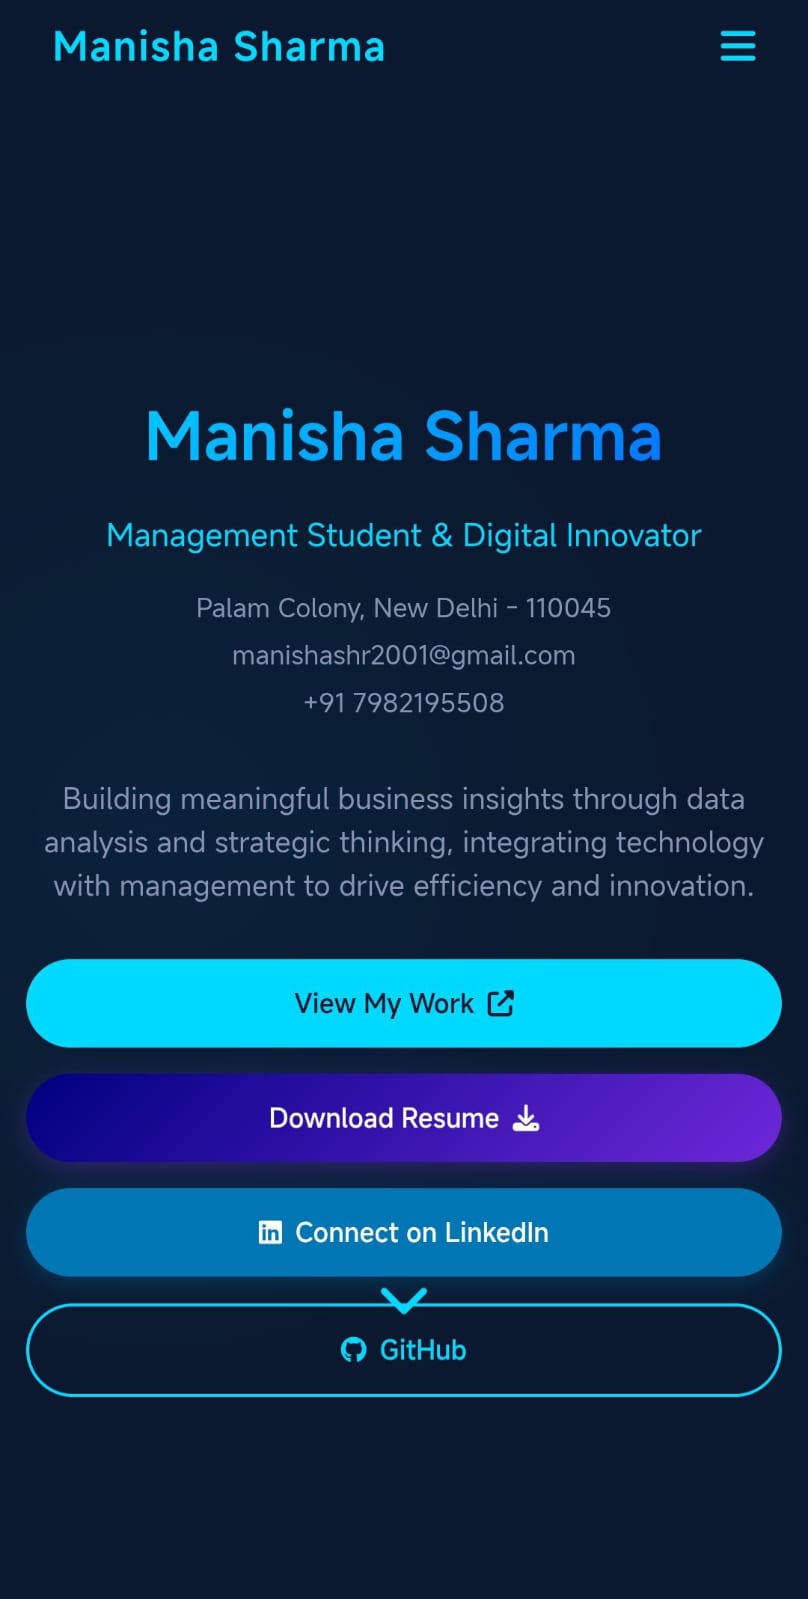 Manisha Sharma
Manisha Sharma
Management Student & Digital Innovator
Palam Colony, New Delhi - 110045
manishashr2001@gmail.com
+91 7982195508
Building meaningful business insights through data
analysis and strategic thinking, integrating technology
with management to drive efficiency and innovation.
View My Work
Download Resume
in Connect on LinkedIn
GitHub